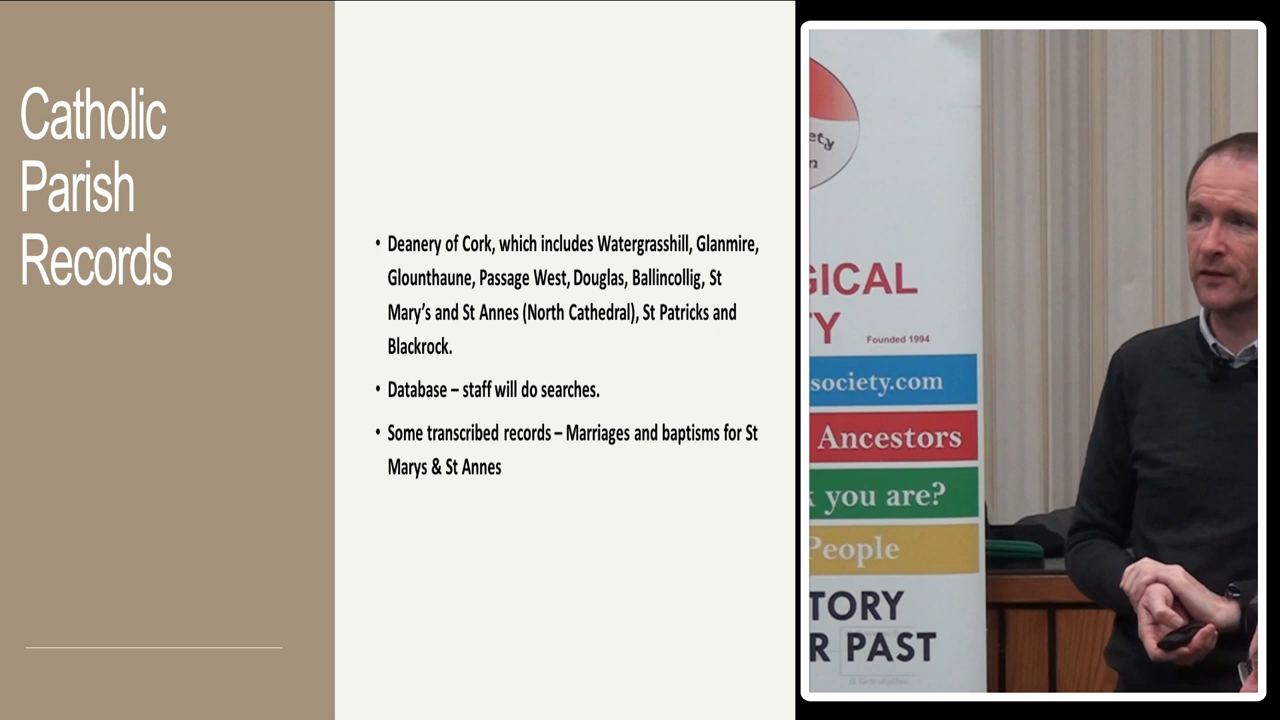 Catholic
Parish
Records
• Deanery of Cork, which includes Watergrasshill, Glanmire,
Glounthaune, Passage West, Douglas, Ballincollig, St
Mary’s and St Annes (North Cathedral), St Patricks and
Blackrock.
• Database – staff will do searches.
• Some transcribed records – Marriages and baptisms for St
Marys & St Annes
ety
n
GICAL
TY
Founded 1994
society.com
Ancestors
you are?
People
TORY
R PAST